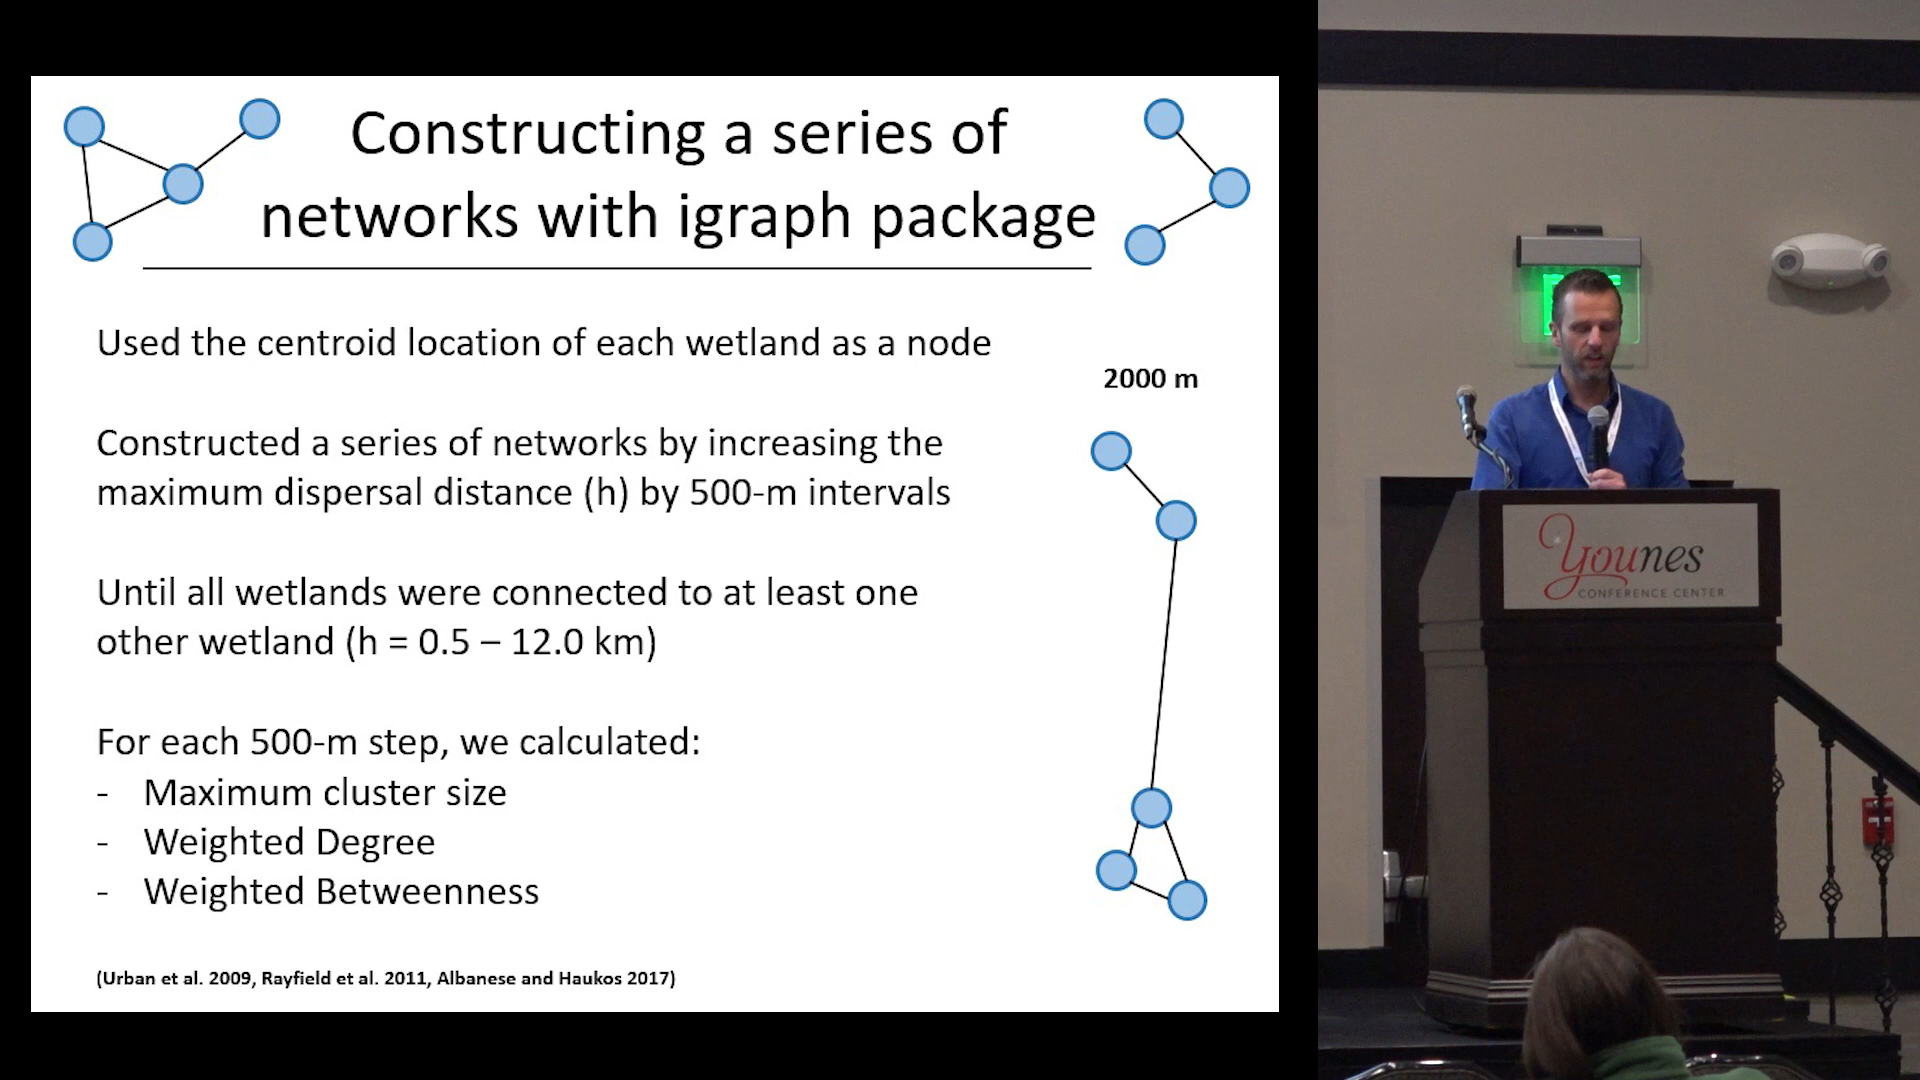 Constructing a series of
networks with igraph package
Used the centroid location of each wetland as a node
2000 m
Constructed a series of networks by increasing the
maximum dispersal distance (h) by 500-m intervals
Until all wetlands were connected to at least one
other wetland (h = 0.5 – 12.0 km)
For each 500-m step, we calculated:
- Maximum cluster size
- Weighted Degree
- Weighted Betweenness
(Urban et al. 2009, Rayfield et al. 2011, Albanese and Haukos 2017)
Younes
CONFERENCE CENTER